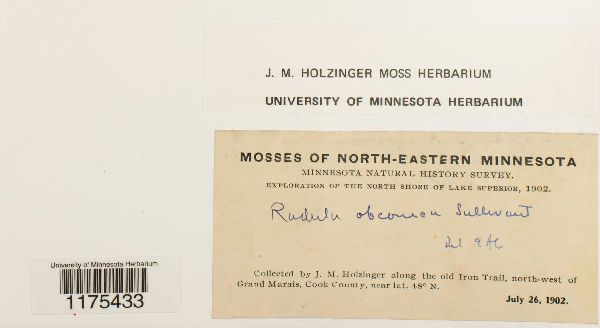 J. M. HOLZINGER MOSS HERBARIUM
UNIVERSITY OF MINNESOTA HERBARIUM
MOSSES OF NORTH-EASTERN MINNESOTA
MINNESOTA NATURAL HISTORY SURVEY.
EXPLORATION OF THE NORTH SHORE OF LAKE SUPERIOR, 1902.
Radula obconica Sullivant
Collected by J. M. Holzinger along the old Iron Trail, north-west of
Grand Marais, Cook County, near lat. 48° N.
July 26, 1902.
University of Minnesota Herbarium
1175433